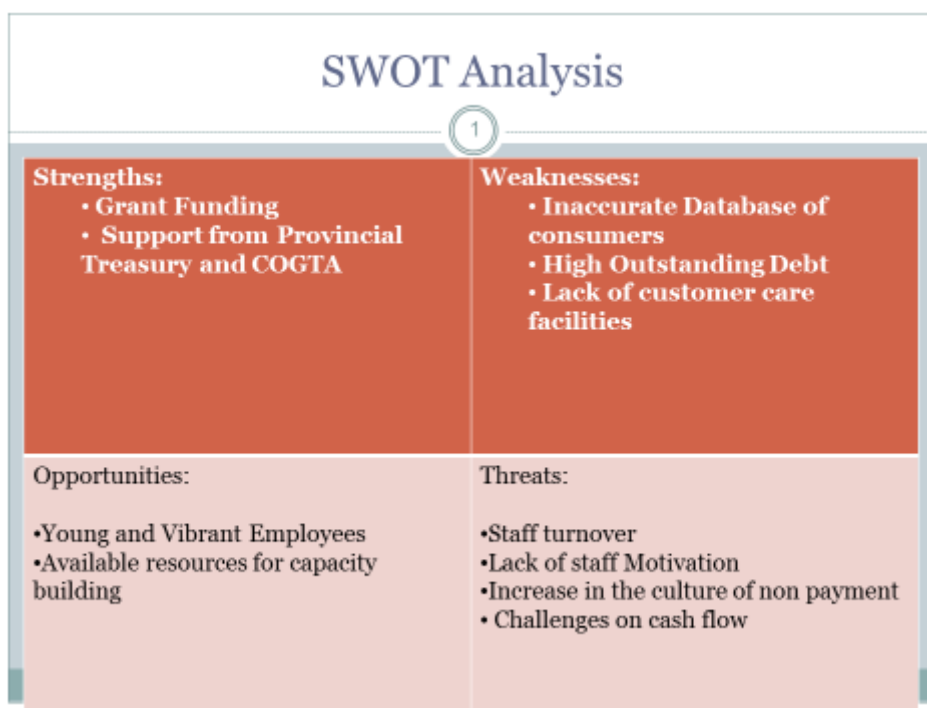 SWOT Analysis
1
Strengths:
• Grant Funding
• Support from Provincial
Treasury and COGTA
Weaknesses:
• Inaccurate Database of
consumers
• High Outstanding Debt
• Lack of customer care
facilities
Opportunities:
•Young and Vibrant Employees
•Available resources for capacity
building
Threats:
•Staff turnover
•Lack of staff Motivation
•Increase in the culture of non payment
• Challenges on cash flow